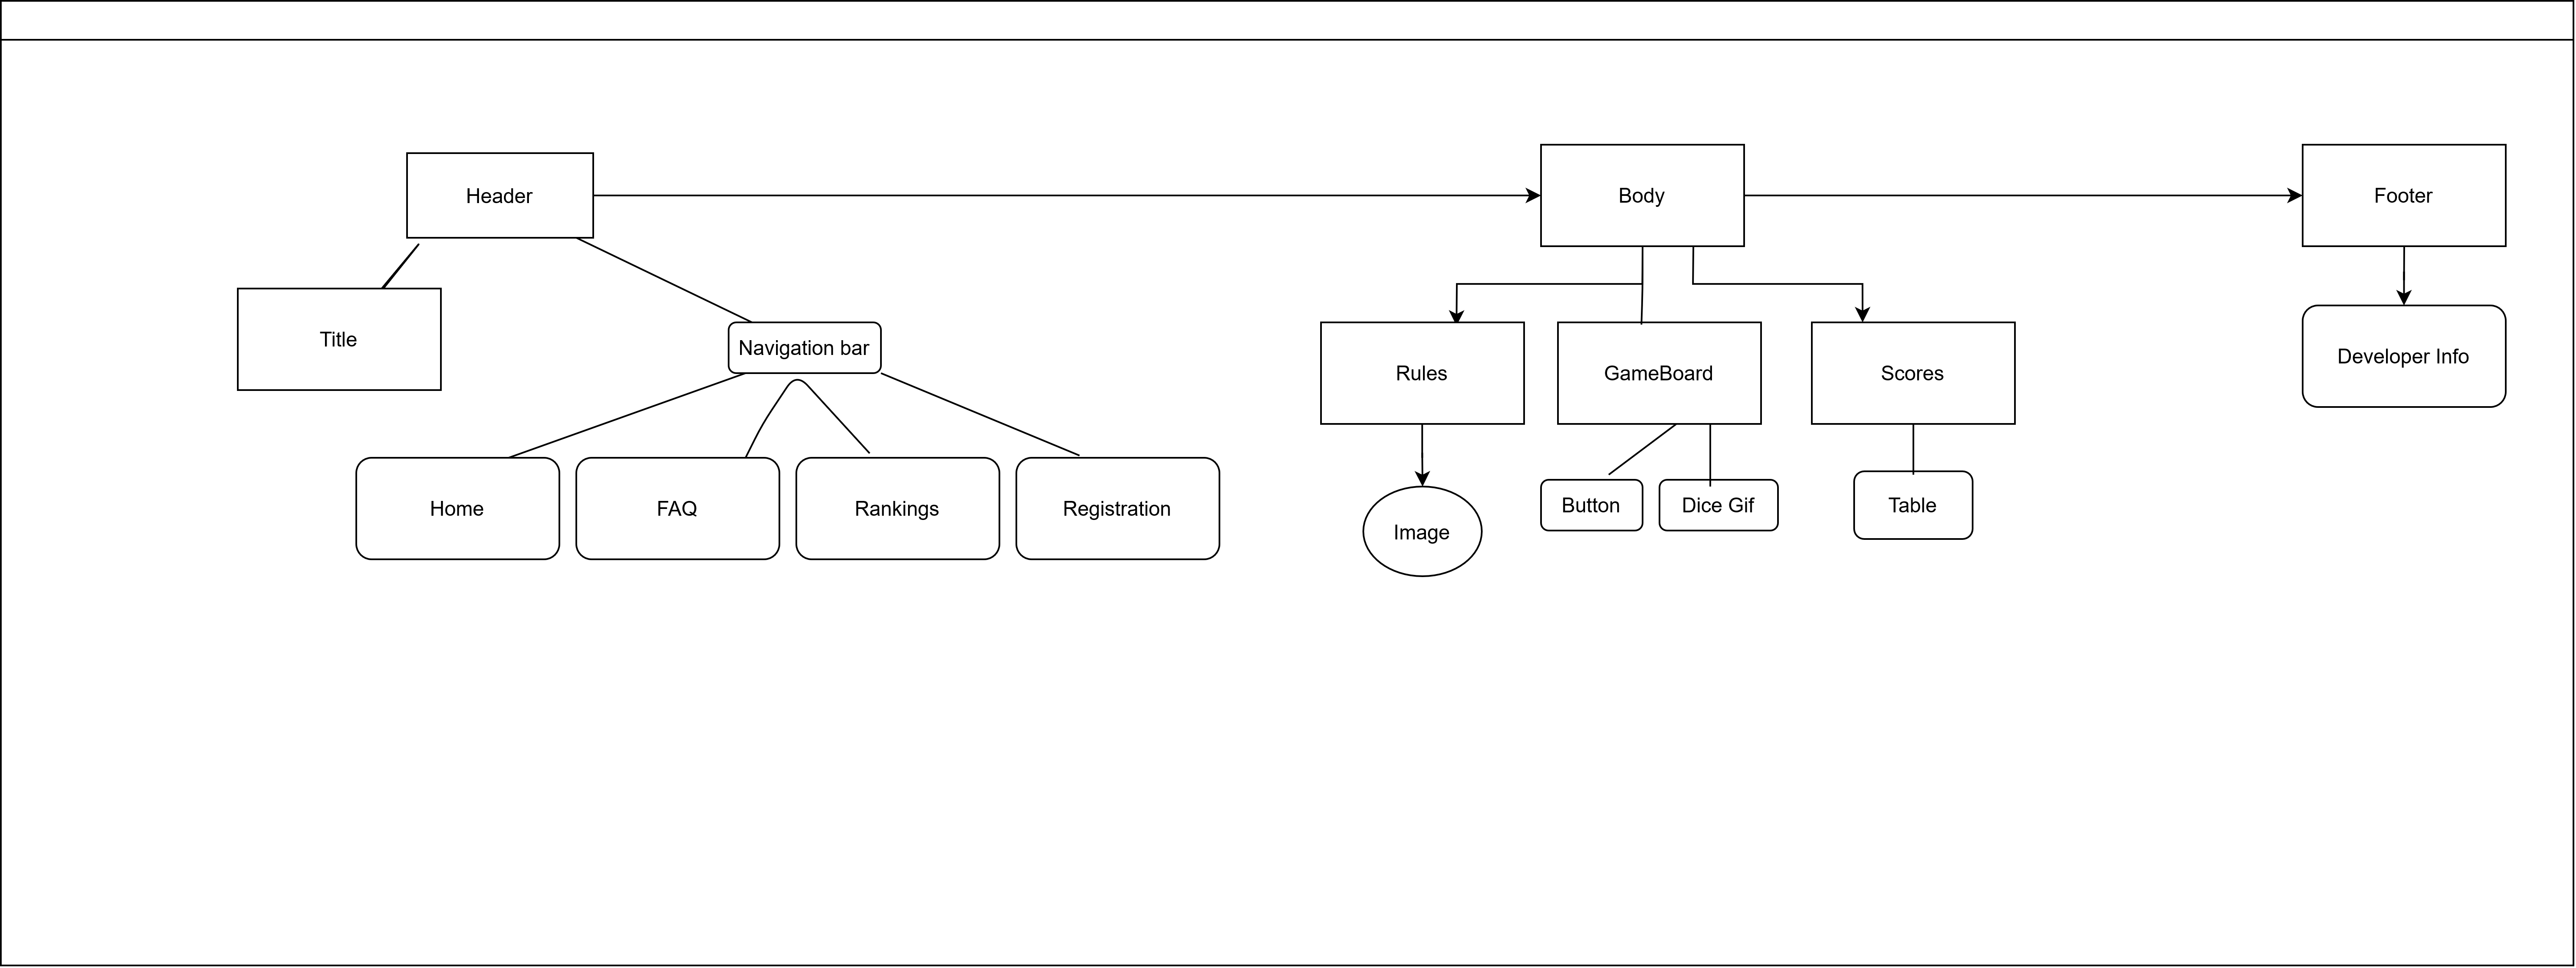 Header
Body
Footer
Title
Navigation bar
Rules
GameBoard
Scores
Developer Info
Home
FAQ
Rankings
Registration
Image
Button
Dice Gif
Table